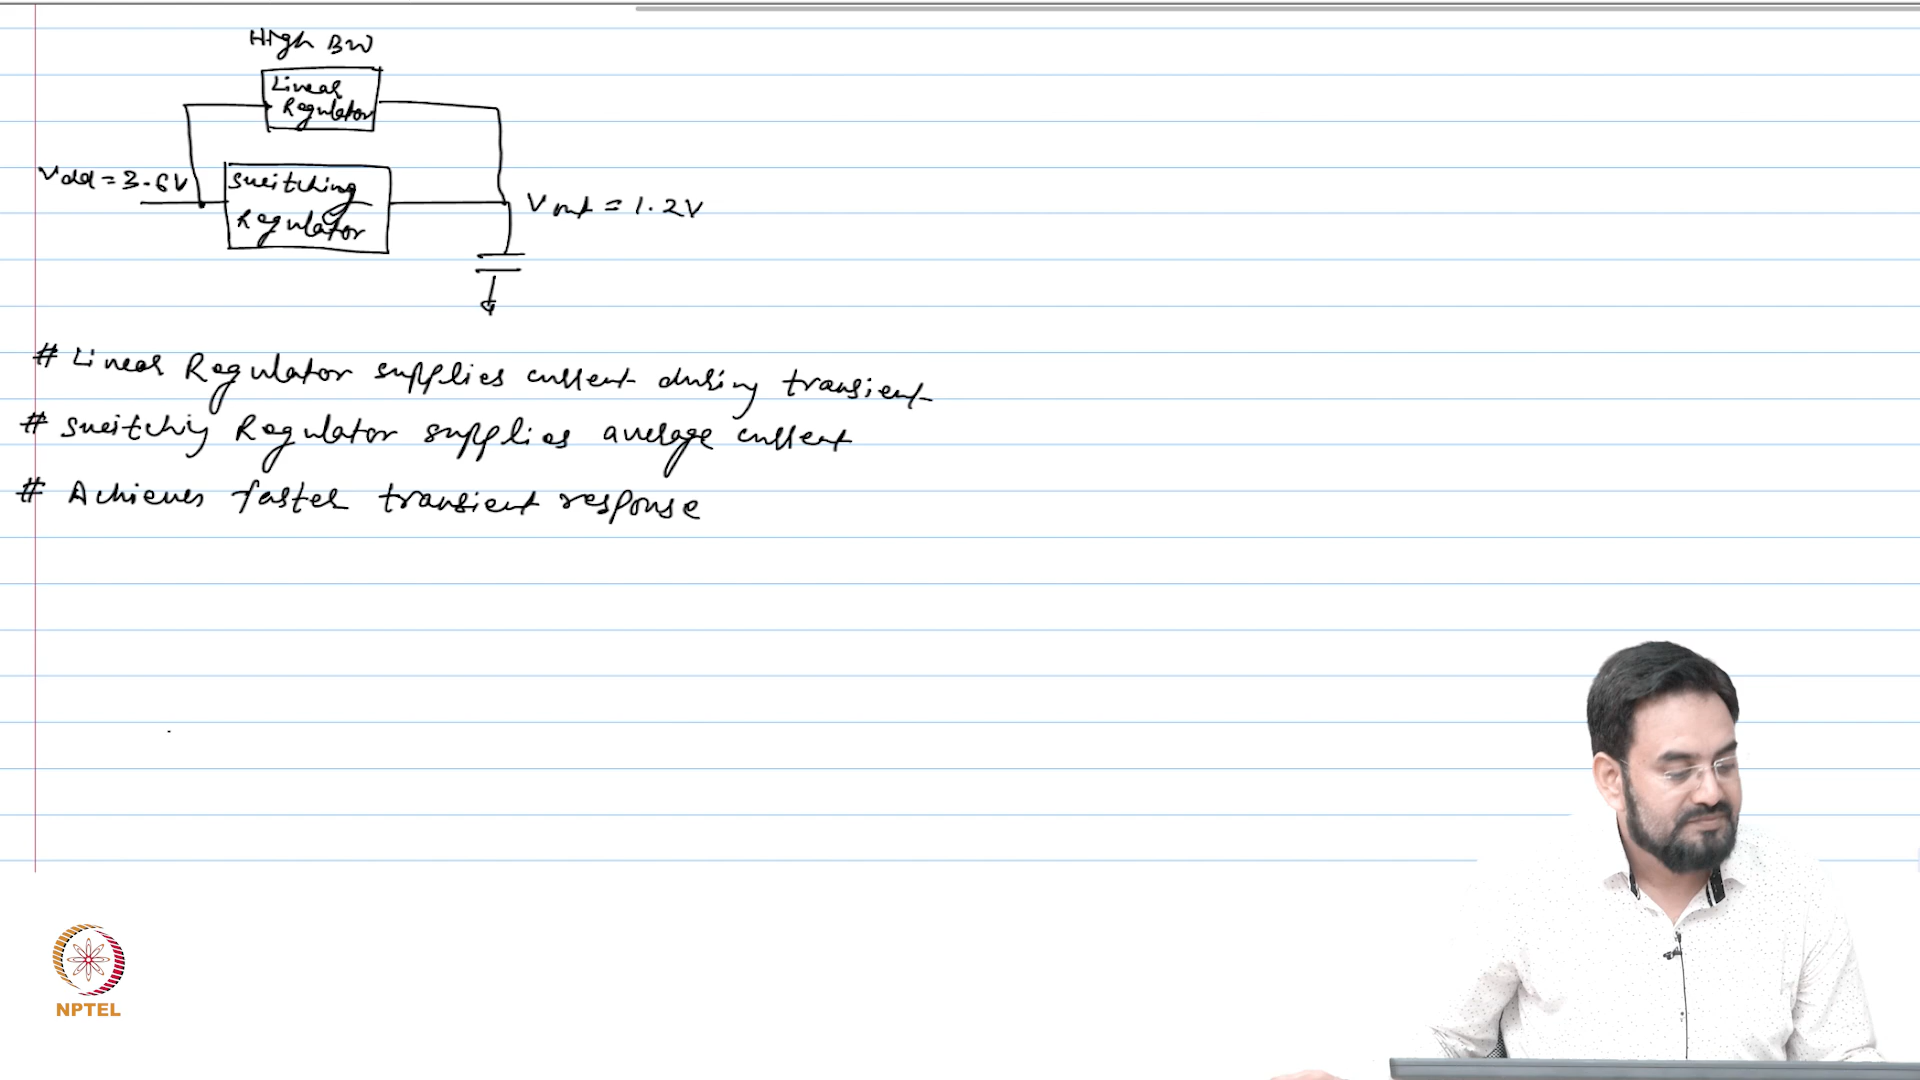 High BW
Linear
Regulator
Vdd = 3.6V
Switching
Regulator
Vout = 1.2V
# Linear Regulator supplies current during transient
# Switching Regulator supplies average current
# Achieves faster transient response
NPTEL